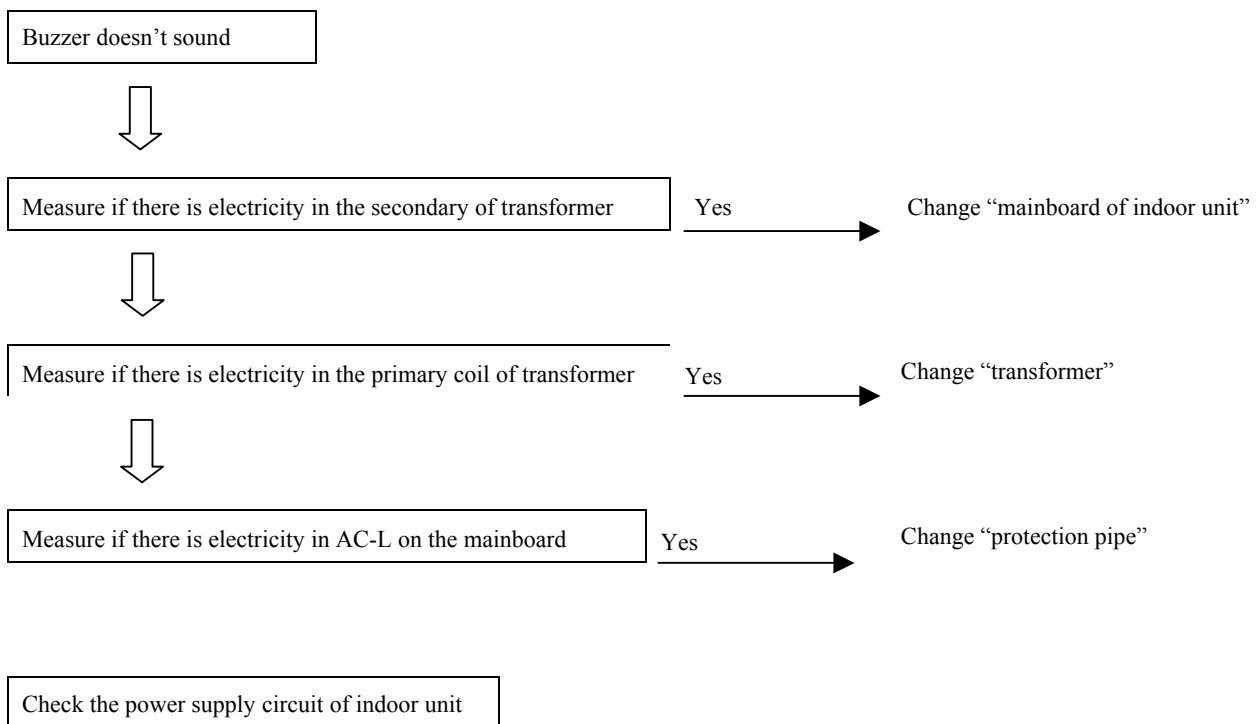 Buzzer doesn’t sound
Measure if there is electricity in the secondary of transformer
Yes
Change “mainboard of indoor unit”
Measure if there is electricity in the primary coil of transformer
Yes
Change “transformer”
Measure if there is electricity in AC-L on the mainboard
Yes
Change “protection pipe”
Check the power supply circuit of indoor unit